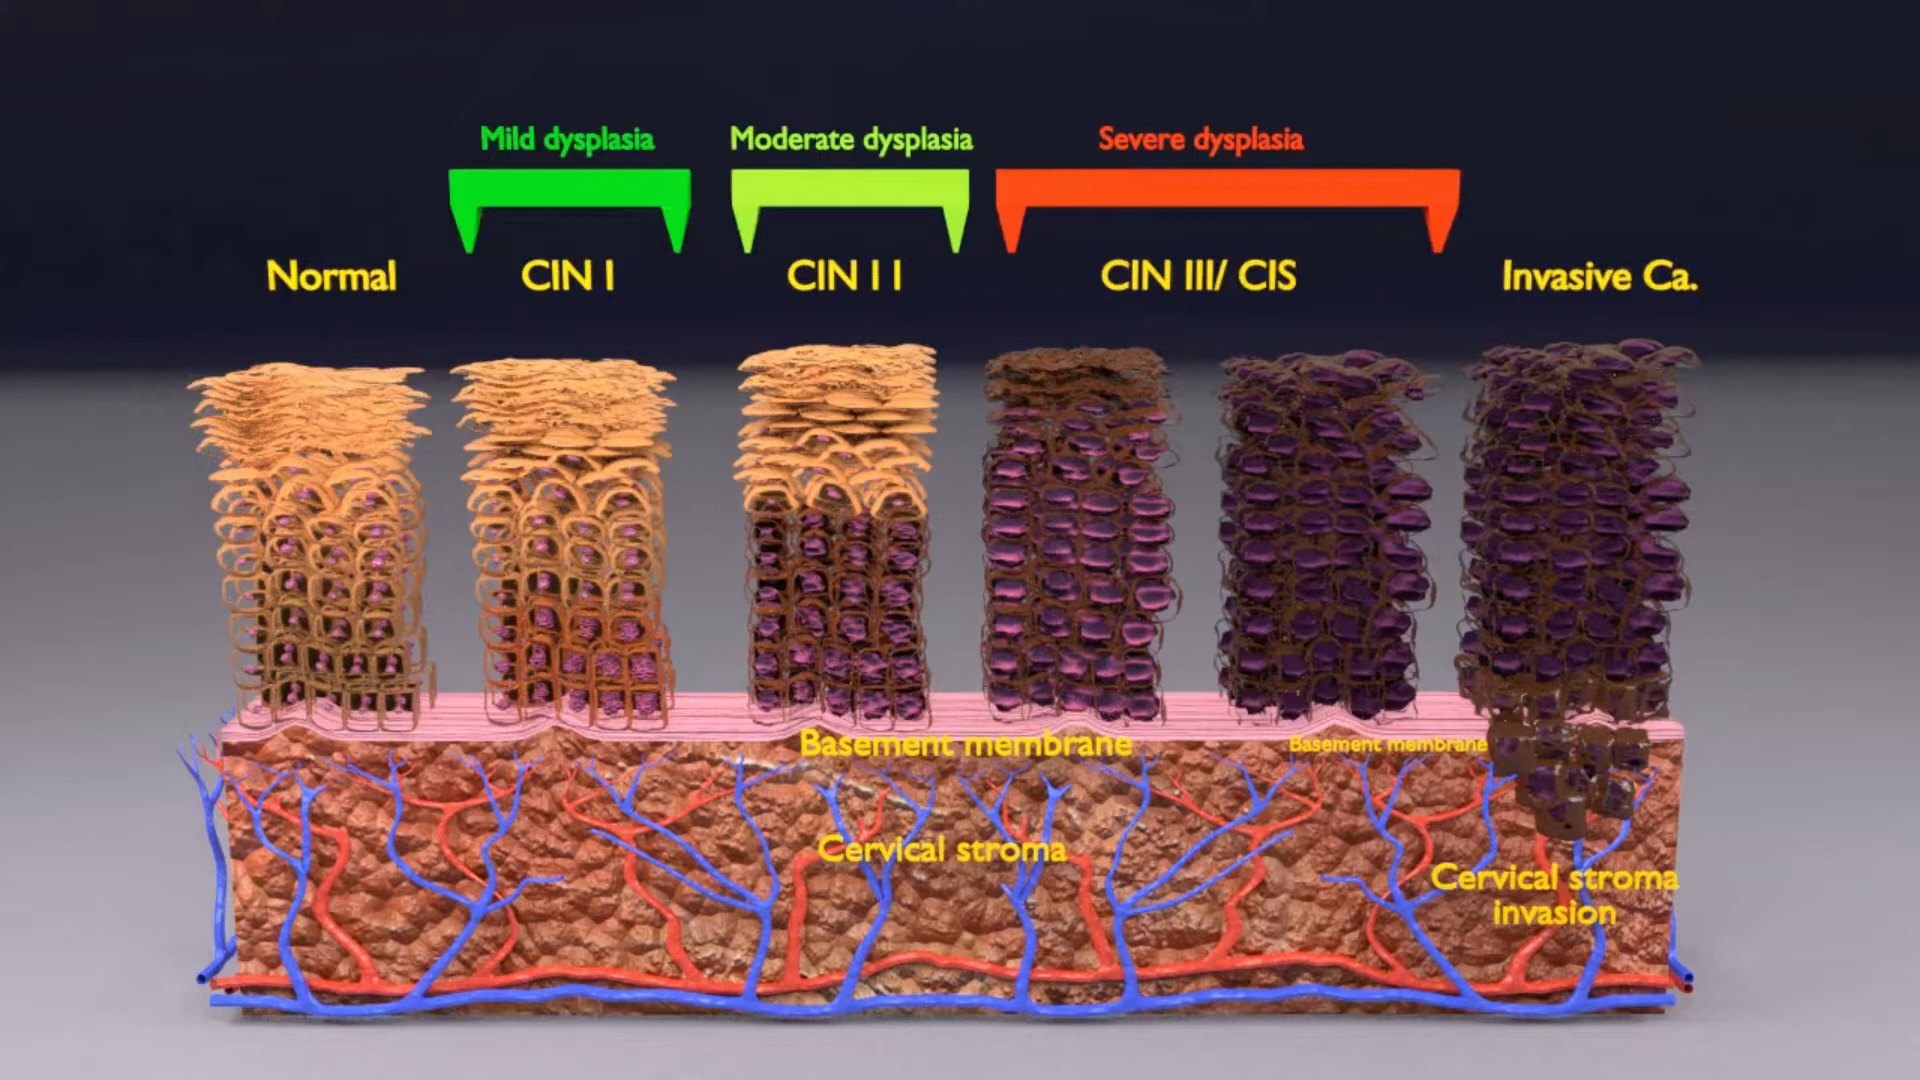 Mild dysplasia
Moderate dysplasia
Severe dysplasia
Normal
CIN I
CIN I I
CIN III/ CIS
Invasive Ca.
Basement membrane
Basement membrane
Cervical stroma
Cervical stroma
invasion